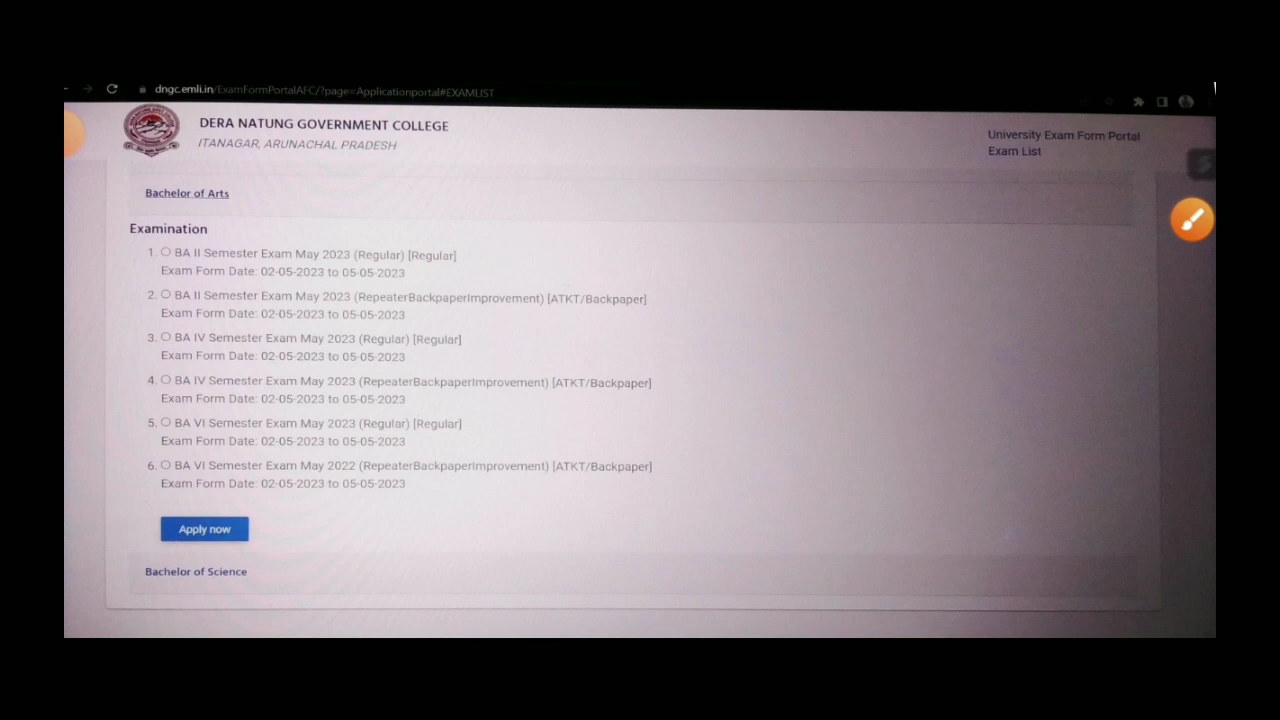 dngc.emli.in/ExamFormPortalAFC/?page=Applicationportal#EXAMLIST
DERA NATUNG GOVERNMENT COLLEGE
ITANAGAR, ARUNACHAL PRADESH
University Exam Form Portal
Exam List
Bachelor of Arts
Examination
1. BA II Semester Exam May 2023 (Regular) [Regular]
Exam Form Date: 02-05-2023 to 05-05-2023
2. BA II Semester Exam May 2023 (RepeaterBackpaperImprovement) [ATKT/Backpaper]
Exam Form Date: 02-05-2023 to 05-05-2023
3. BA IV Semester Exam May 2023 (Regular) [Regular]
Exam Form Date: 02-05-2023 to 05-05-2023
4. BA IV Semester Exam May 2023 (RepeaterBackpaperImprovement) [ATKT/Backpaper]
Exam Form Date: 02-05-2023 to 05-05-2023
5. BA VI Semester Exam May 2023 (Regular) [Regular]
Exam Form Date: 02-05-2023 to 05-05-2023
6. BA VI Semester Exam May 2022 (RepeaterBackpaperImprovement) [ATKT/Backpaper]
Exam Form Date: 02-05-2023 to 05-05-2023
Apply now
Bachelor of Science